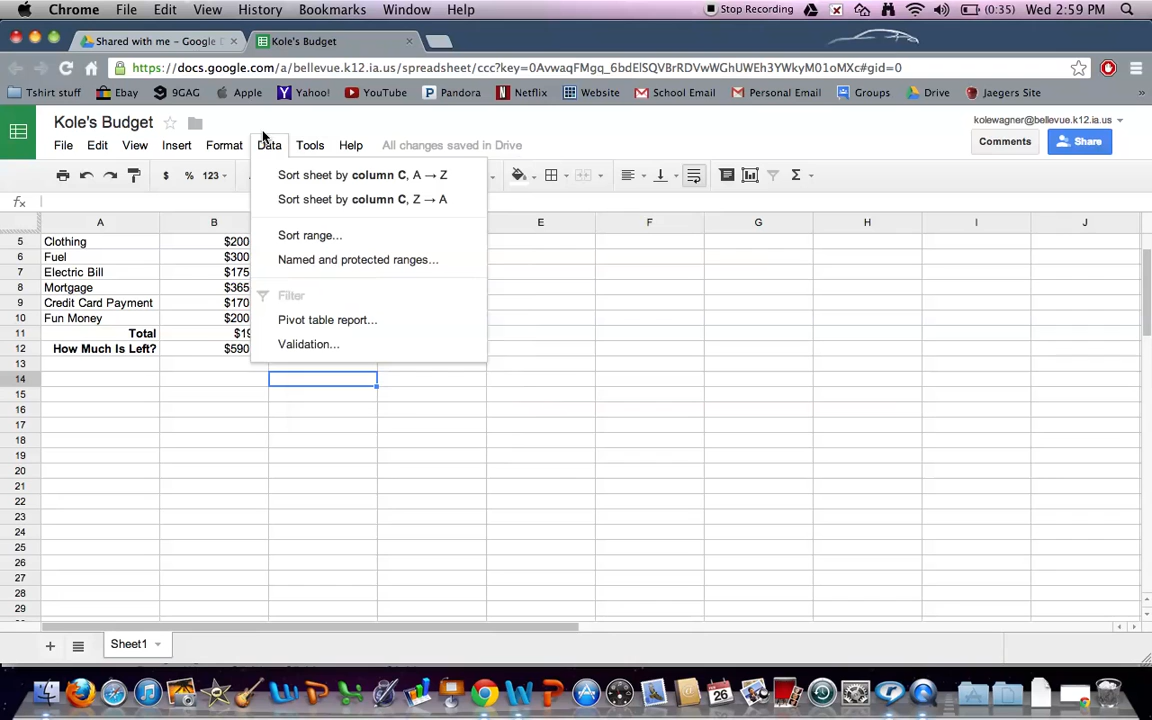 Chrome File Edit View History Bookmarks Window Help Stop Recording (0:35) Wed 2:59 PM
Shared with me – Google D × Kole's Budget ×
https://docs.google.com/a/bellevue.k12.ia.us/spreadsheet/ccc?key=0AvwaqFMgq_6bdElSQVBrRDVwWGhUWEh3YWkyM01oMXc#gid=0
Tshirt stuff Ebay 9GAG Apple Yahoo! YouTube Pandora Netflix Website School Email Personal Email Groups Drive Jaegers Site »
Kole's Budget kolewagner@bellevue.k12.ia.us
File Edit View Insert Format Data Tools Help All changes saved in Drive Comments Share
$ % 123 Σ
Sort sheet by column C, A → Z
Sort sheet by column C, Z → A
Sort range...
Named and protected ranges...
Filter
Pivot table report...
Validation...
fx
A B E F G H I J
5 Clothing $200
6 Fuel $300
7 Electric Bill $175
8 Mortgage $365
9 Credit Card Payment $170
10 Fun Money $200
11 Total $19
12 How Much Is Left? $590
13
14
15
16
17
18
19
20
21
22
23
24
25
26
27
28
29
+ Sheet1
26